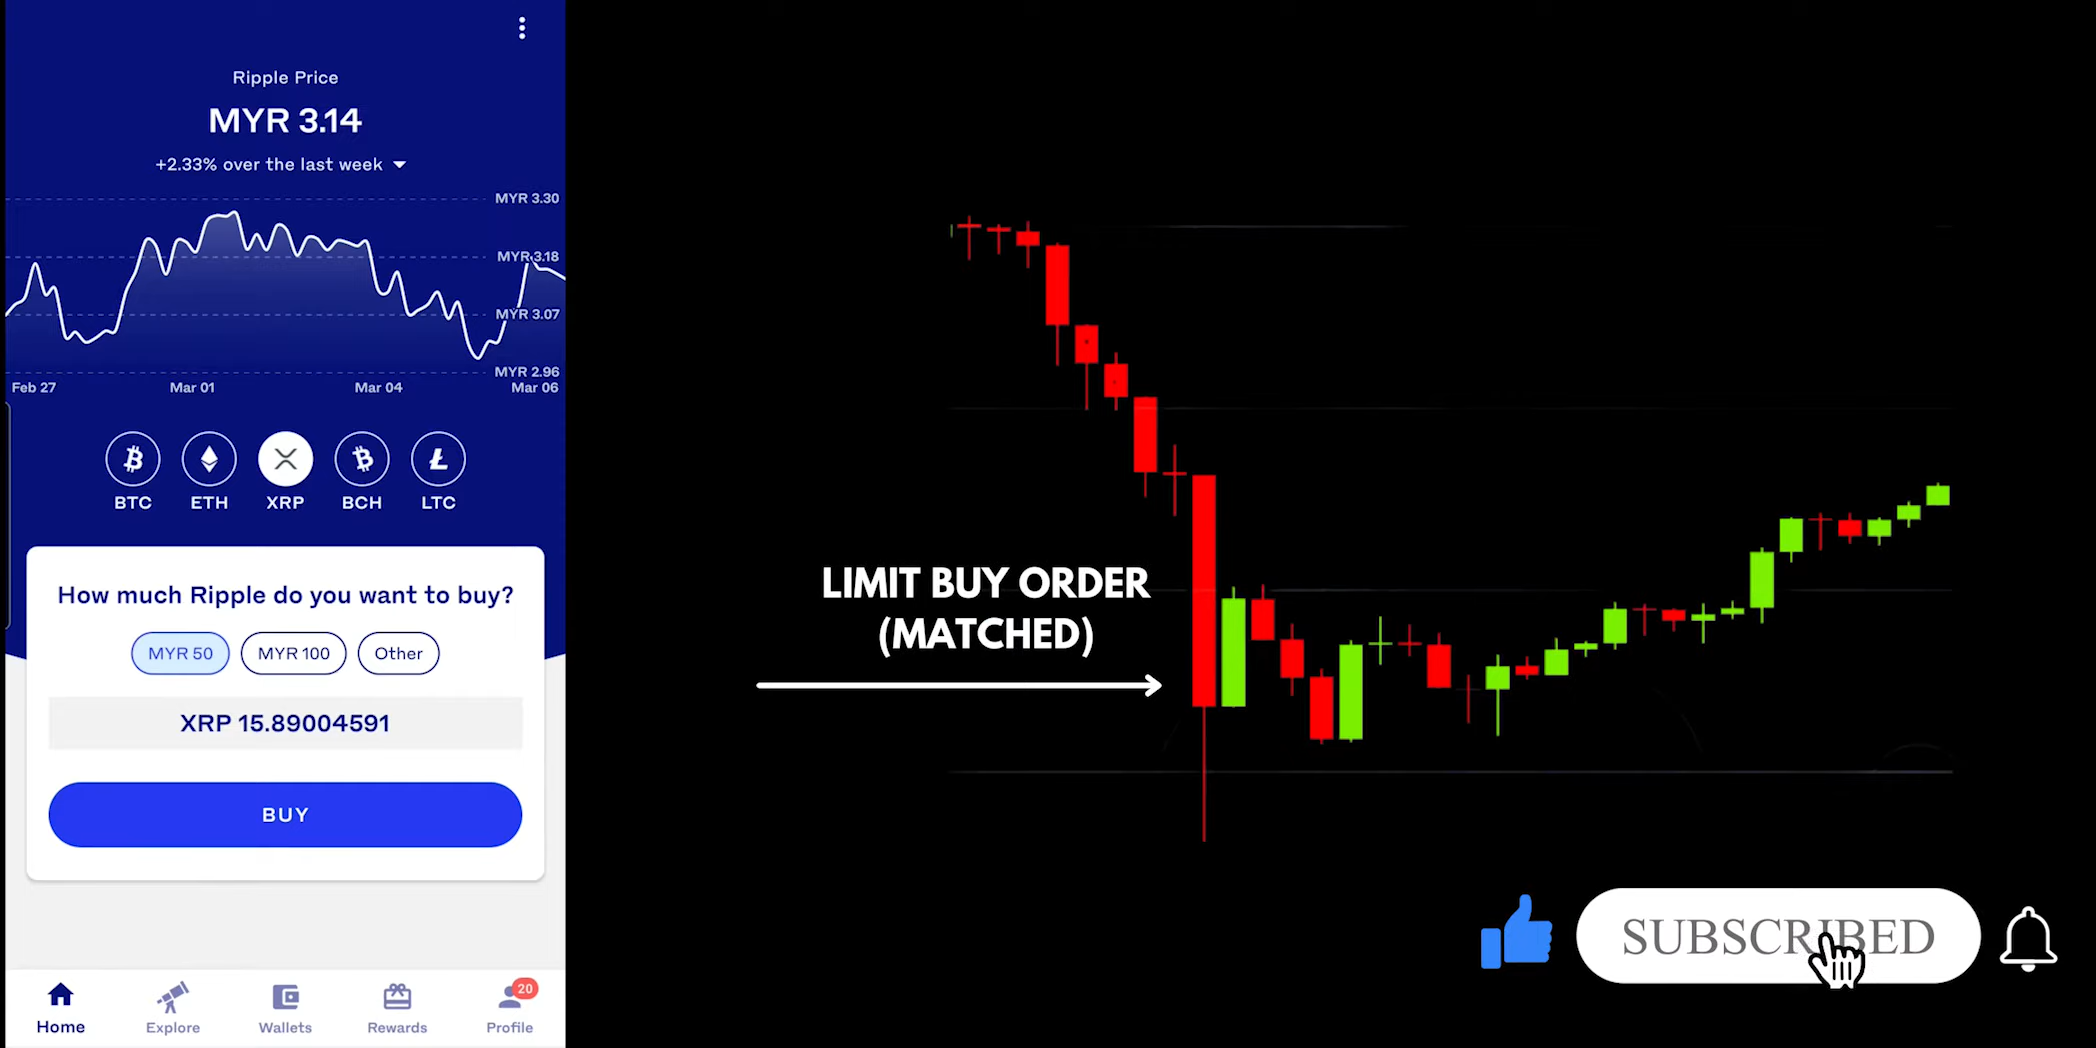 Ripple Price
MYR 3.14
+2.33% over the last week
MYR 3.30
MYR 3.18
MYR 3.07
MYR 2.96
Feb 27
Mar 01
Mar 04
Mar 06
BTC
ETH
XRP
BCH
LTC
How much Ripple do you want to buy?
MYR 50
MYR 100
Other
XRP 15.89004591
BUY
Home
Explore
Wallets
Rewards
20
Profile
LIMIT BUY ORDER
(MATCHED)
SUBSCRIBED